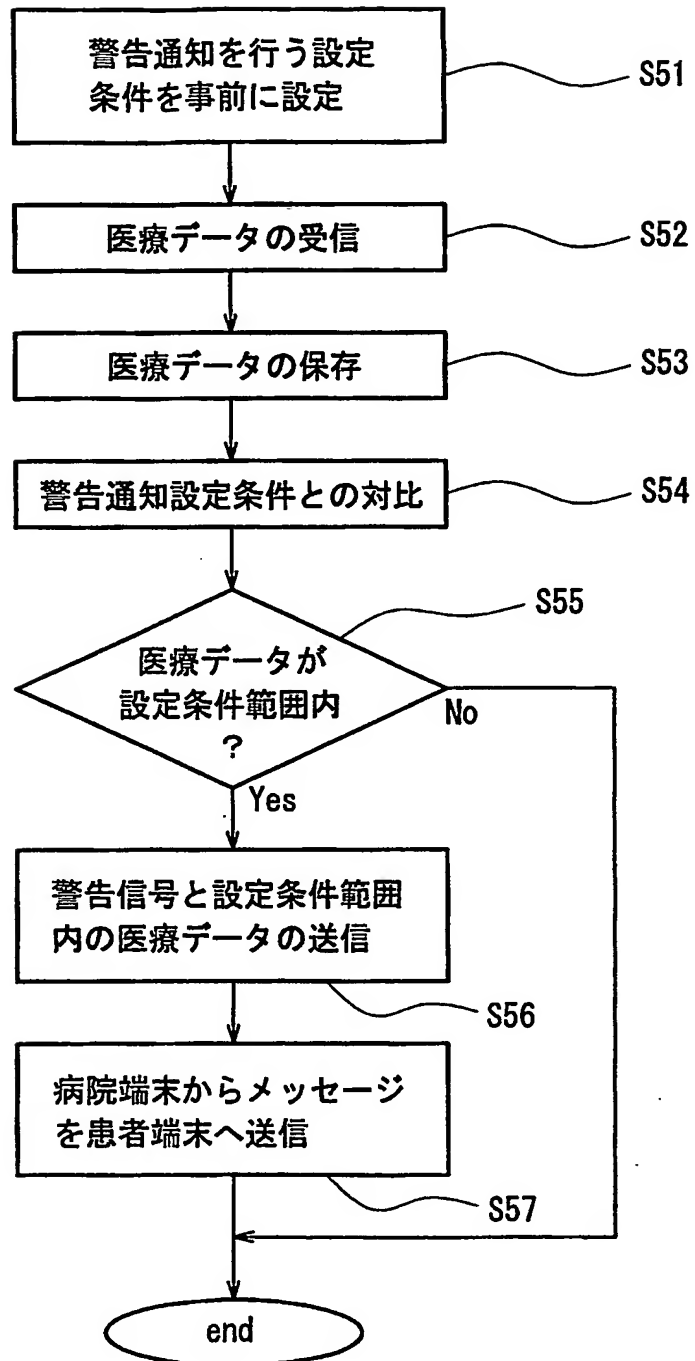 警告通知を行う設定
条件を事前に設定
S51
医療データの受信
S52
医療データの保存
S53
警告通知設定条件との対比
S54
S55
医療データが
設定条件範囲内
?
No
Yes
警告信号と設定条件範囲
内の医療データの送信
S56
病院端末からメッセージ
を患者端末へ送信
S57
end